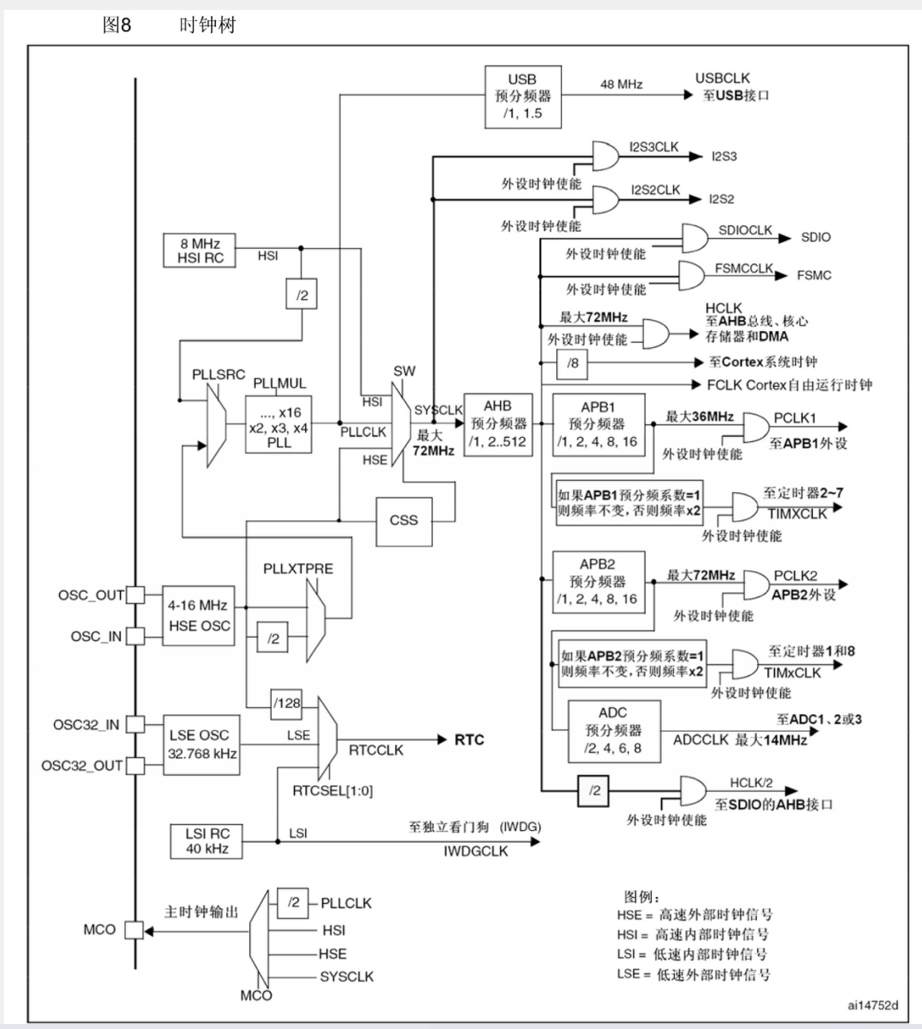 图8 时钟树
USB
预分频器
/1, 1.5
48 MHz
USBCLK
至USB接口
I2S3CLK
I2S3
外设时钟使能
I2S2CLK
I2S2
外设时钟使能
8 MHz
HSI RC
HSI
/2
SDIOCLK
SDIO
外设时钟使能
FSMCCLK
FSMC
外设时钟使能
最大72MHz
外设时钟使能
HCLK
至AHB总线、核心
存储器和DMA
/8
至Cortex系统时钟
FCLK Cortex自由运行时钟
PLLSRC
PLLMUL
..., x16
x2, x3, x4
PLL
SW
HSI
PLLCLK
HSE
SYSCLK
最大
72MHz
AHB
预分频器
/1, 2..512
APB1
预分频器
/1, 2, 4, 8, 16
最大36MHz
PCLK1
至APB1外设
外设时钟使能
如果APB1预分频系数=1
则频率不变,否则频率x2
至定时器2~7
TIMXCLK
外设时钟使能
CSS
PLLXTPRE
OSC_OUT
OSC_IN
4-16 MHz
HSE OSC
/2
APB2
预分频器
/1, 2, 4, 8, 16
最大72MHz
PCLK2
APB2外设
外设时钟使能
如果APB2预分频系数=1
则频率不变,否则频率x2
至定时器1和8
TIMxCLK
外设时钟使能
/128
OSC32_IN
OSC32_OUT
LSE OSC
32.768 kHz
LSE
RTCCLK
RTC
RTCSEL[1:0]
ADC
预分频器
/2, 4, 6, 8
至ADC1、2或3
ADCCLK 最大14MHz
/2
HCLK/2
至SDIO的AHB接口
外设时钟使能
LSI RC
40 kHz
LSI
至独立看门狗 (IWDG)
IWDGCLK
MCO
主时钟输出
/2
PLLCLK
HSI
HSE
SYSCLK
MCO
图例:
HSE = 高速外部时钟信号
HSI = 高速内部时钟信号
LSI = 低速内部时钟信号
LSE = 低速外部时钟信号
ai14752d